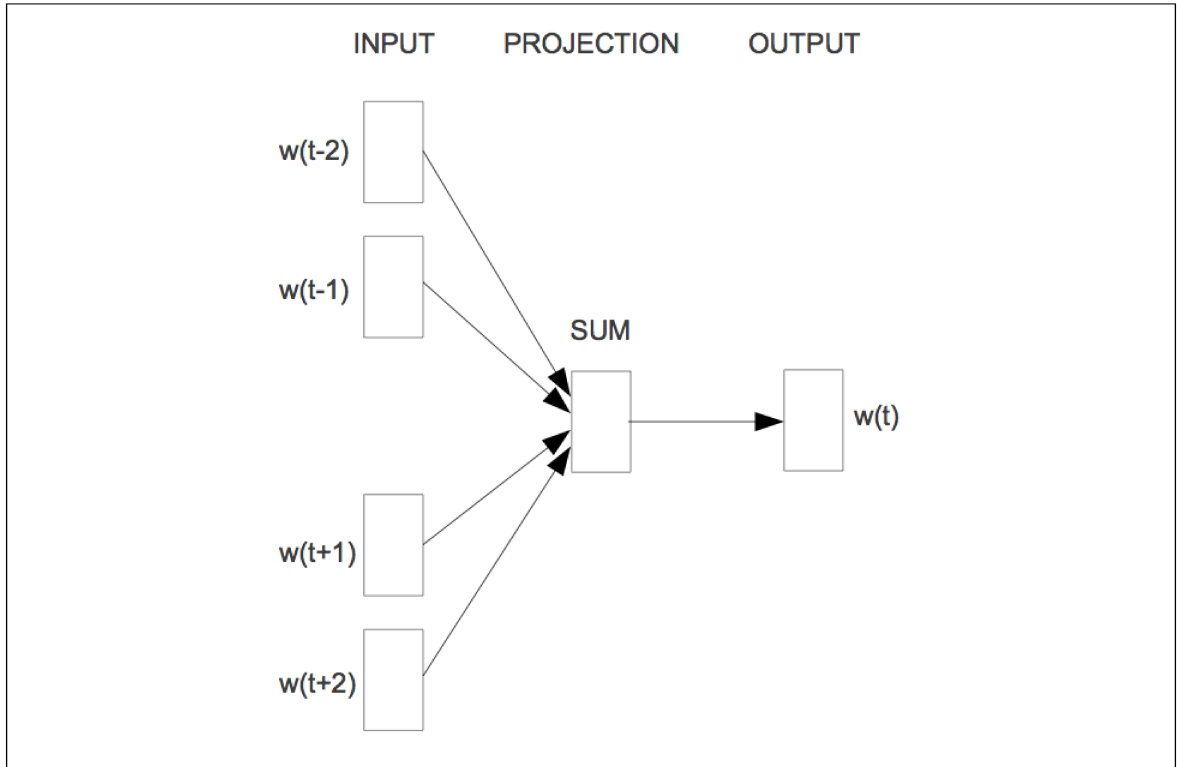 INPUT PROJECTION OUTPUT
w(t-2)
w(t-1)
SUM
w(t)
w(t+1)
w(t+2)